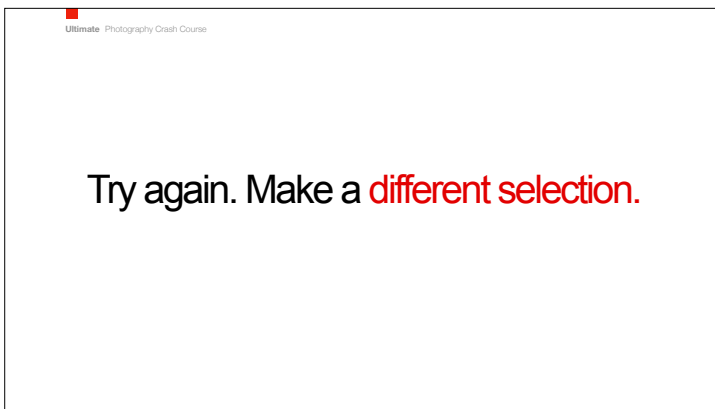 Ultimate Photography Crash Course
Try again. Make a different selection.